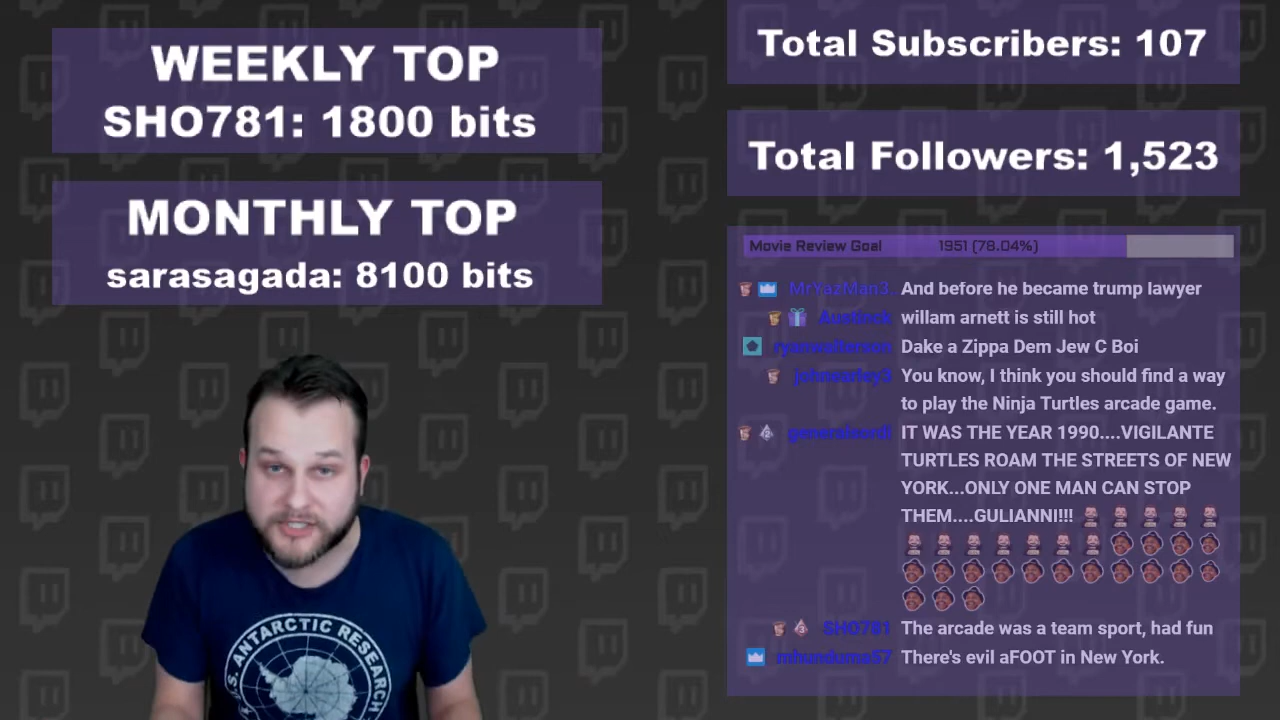 WEEKLY TOP
SHO781: 1800 bits
MONTHLY TOP
sarasagada: 8100 bits
Total Subscribers: 107
Total Followers: 1,523
Movie Review Goal 1951 (78.04%)
MrYazMan3. And before he became trump lawyer
Austlock willam arnett is still hot
Dake a Zippa Dem Jew C Boi
You know, I think you should find a way
to play the Ninja Turtles arcade game.
IT WAS THE YEAR 1990....VIGILANTE
TURTLES ROAM THE STREETS OF NEW
YORK...ONLY ONE MAN CAN STOP
THEM....GULIANNI!!!
SHO781 The arcade was a team sport, had fun
There's evil aFOOT in New York.
U.S. ANTARCTIC RESEARCH